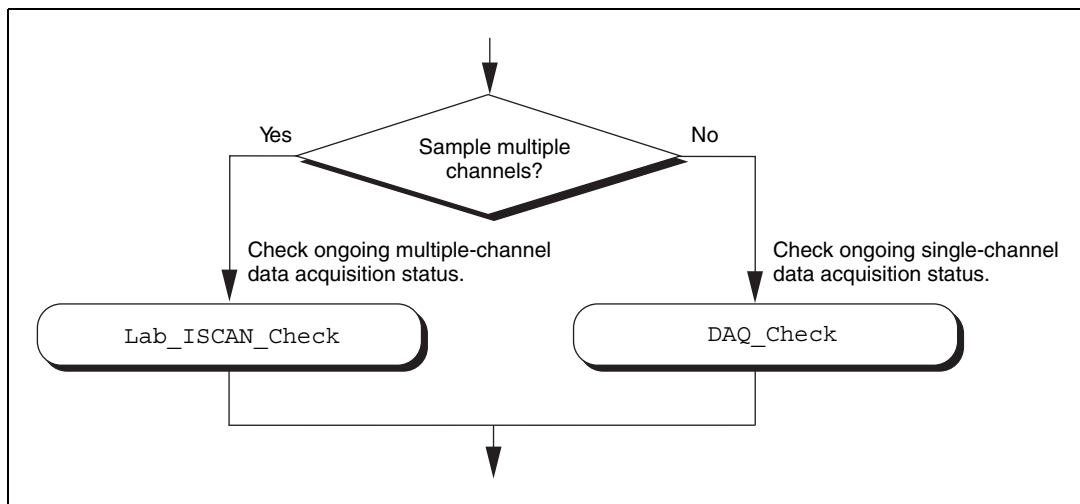 Sample multiple
channels?
Yes
No
Check ongoing multiple-channel
data acquisition status.
Check ongoing single-channel
data acquisition status.
Lab_ISCAN_Check
DAQ_Check